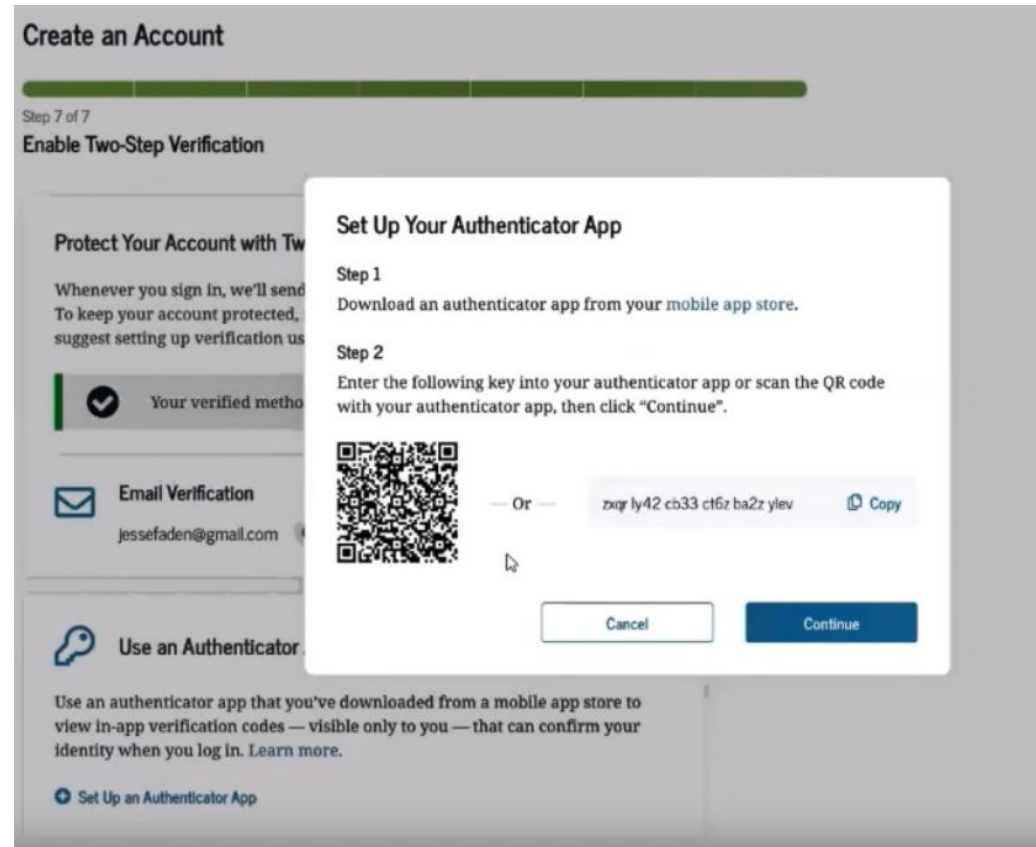 Create an Account
Step 7 of 7
Enable Two-Step Verification
Protect Your Account with Tw
Whenever you sign in, we'll send
To keep your account protected,
suggest setting up verification us
Your verified metho
Email Verification
jessefaden@gmail.com
Use an Authenticator
Use an authenticator app that you've downloaded from a mobile app store to
view in-app verification codes — visible only to you — that can confirm your
identity when you log in. Learn more.
Set Up an Authenticator App
Set Up Your Authenticator App
Step 1
Download an authenticator app from your mobile app store.
Step 2
Enter the following key into your authenticator app or scan the QR code
with your authenticator app, then click “Continue”.
Or
zxqr ly42 cb33 ct6z ba2z ylev
Copy
Cancel
Continue